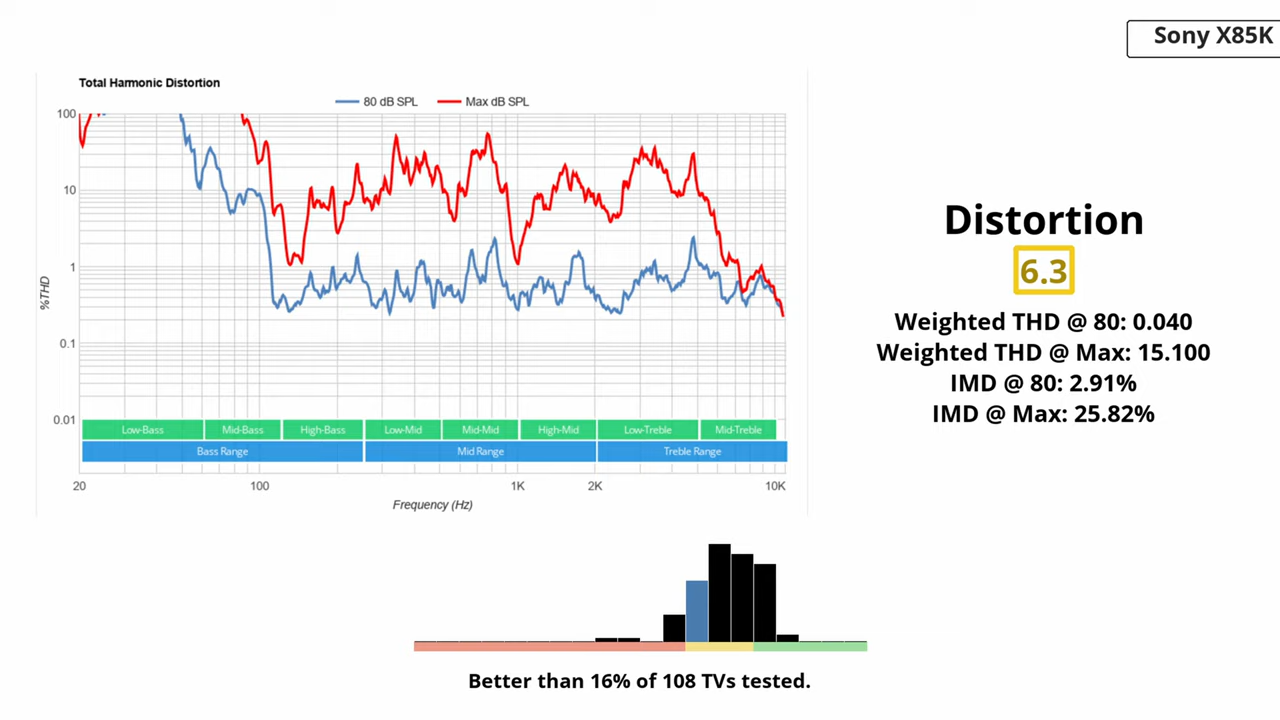 Sony X85K
Total Harmonic Distortion
80 dB SPL Max dB SPL
100
10
1
0.1
0.01
%THD
Low-Bass Mid-Bass High-Bass Low-Mid Mid-Mid High-Mid Low-Treble Mid-Treble
Bass Range Mid Range Treble Range
20 100 1K 2K 10K
Frequency (Hz)
Distortion
6.3
Weighted THD @ 80: 0.040
Weighted THD @ Max: 15.100
IMD @ 80: 2.91%
IMD @ Max: 25.82%
Better than 16% of 108 TVs tested.